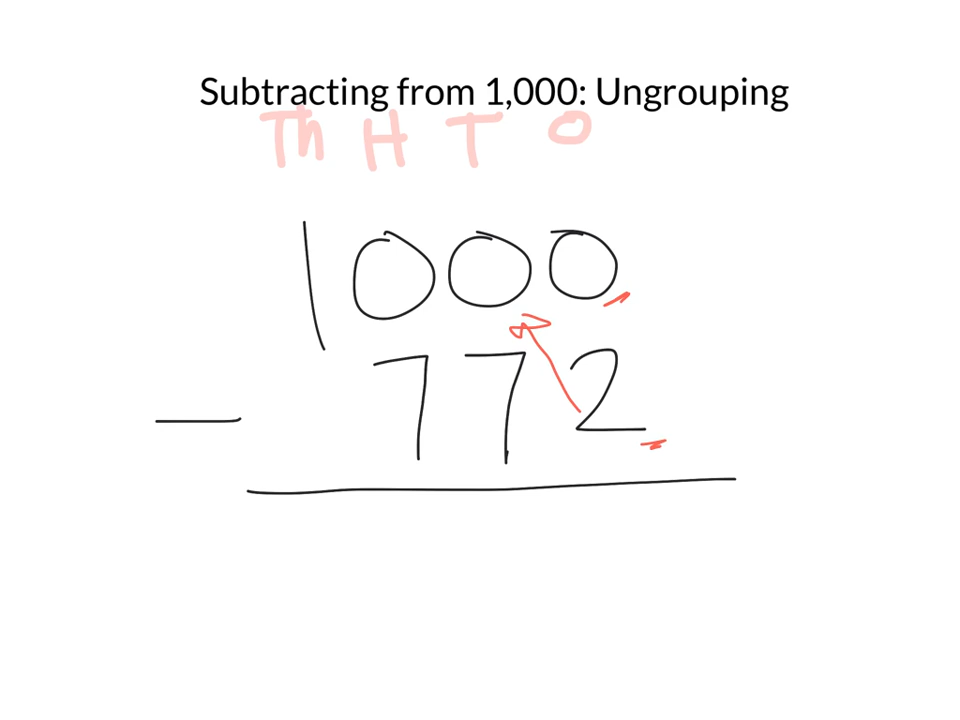 Subtracting from 1,000: Ungrouping
Th H T O
1000
- 772